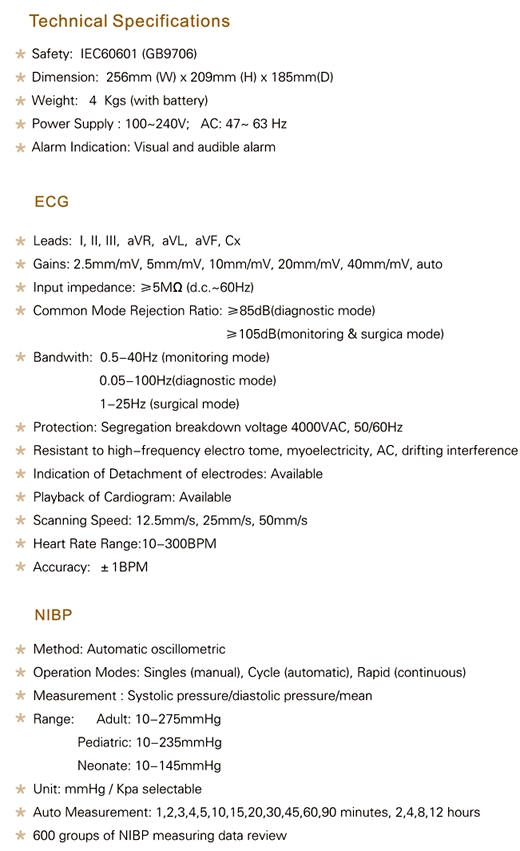 Technical Specifications
* Safety: IEC60601 (GB9706)
* Dimension: 256mm (W) x 209mm (H) x 185mm(D)
* Weight: 4 Kgs (with battery)
* Power Supply : 100~240V; AC: 47~ 63 Hz
* Alarm Indication: Visual and audible alarm
ECG
* Leads: I, II, III, aVR, aVL, aVF, Cx
* Gains: 2.5mm/mV, 5mm/mV, 10mm/mV, 20mm/mV, 40mm/mV, auto
* Input impedance: ≥5MΩ (d.c.~60Hz)
* Common Mode Rejection Ratio: ≥85dB(diagnostic mode)
≥105dB(monitoring & surgica mode)
* Bandwith: 0.5–40Hz (monitoring mode)
0.05–100Hz(diagnostic mode)
1–25Hz (surgical mode)
* Protection: Segregation breakdown voltage 4000VAC, 50/60Hz
* Resistant to high–frequency electro tome, myoelectricity, AC, drifting interference
* Indication of Detachment of electrodes: Available
* Playback of Cardiogram: Available
* Scanning Speed: 12.5mm/s, 25mm/s, 50mm/s
* Heart Rate Range:10–300BPM
* Accuracy: ±1BPM
NIBP
* Method: Automatic oscillometric
* Operation Modes: Singles (manual), Cycle (automatic), Rapid (continuous)
* Measurement : Systolic pressure/diastolic pressure/mean
* Range: Adult: 10–275mmHg
Pediatric: 10–235mmHg
Neonate: 10–145mmHg
* Unit: mmHg / Kpa selectable
* Auto Measurement: 1,2,3,4,5,10,15,20,30,45,60,90 minutes, 2,4,8,12 hours
* 600 groups of NIBP measuring data review